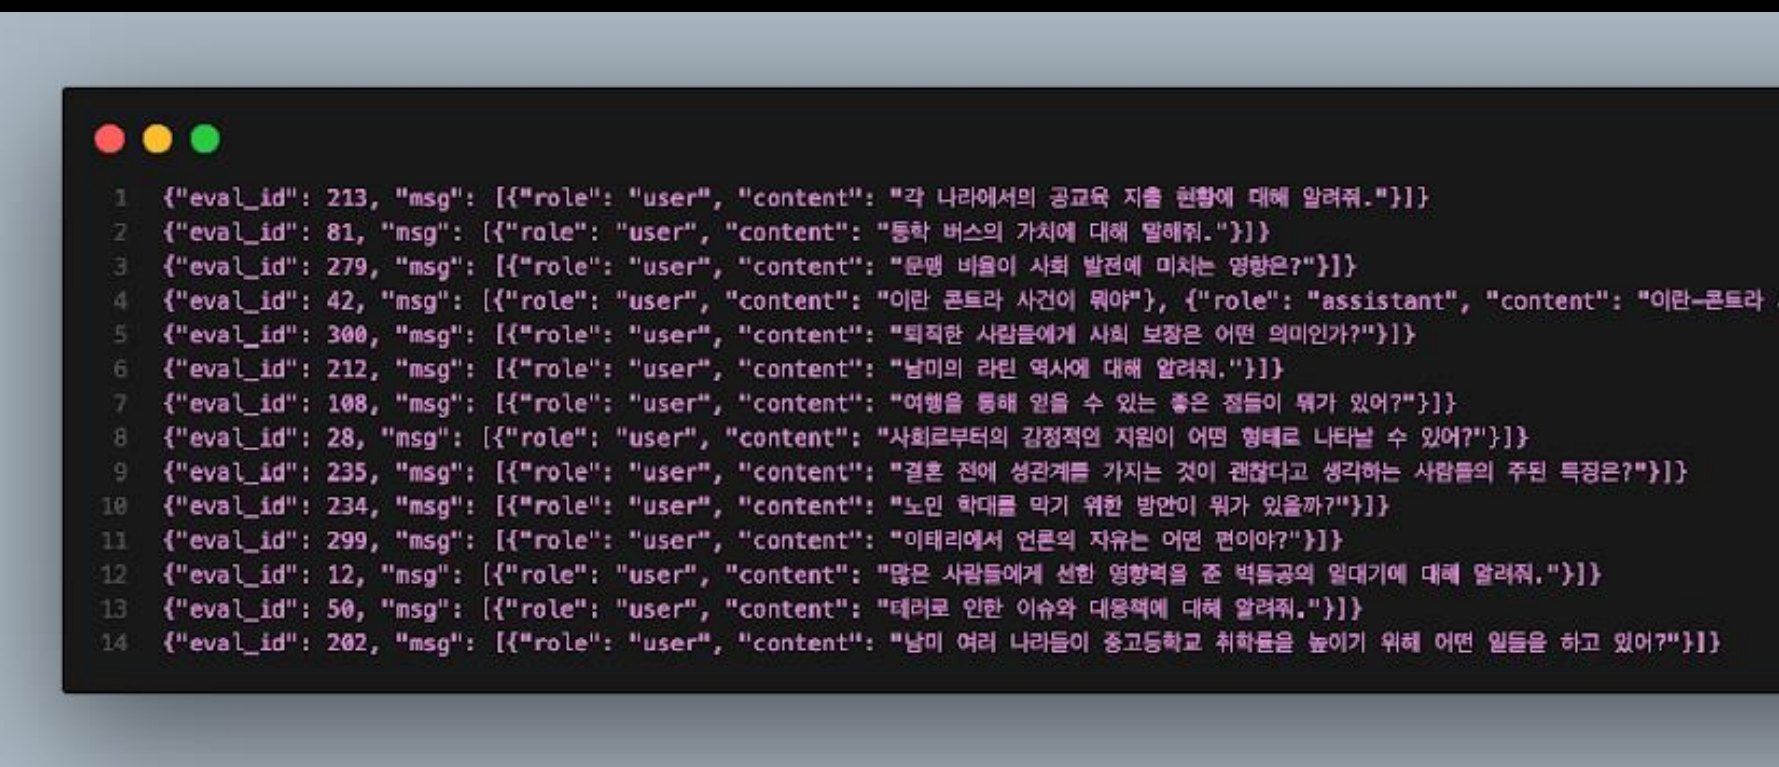 1 {"eval_id": 213, "msg": [{"role": "user", "content": "각 나라에서의 공교육 지출 현황에 대해 알려줘."}]}
2 {"eval_id": 81, "msg": [{"role": "user", "content": "통학 버스의 가치에 대해 말해줘."}]}
3 {"eval_id": 279, "msg": [{"role": "user", "content": "문맹 비율이 사회 발전에 미치는 영향은?"}]}
4 {"eval_id": 42, "msg": [{"role": "user", "content": "이란 콘트라 사건이 뭐야"}, {"role": "assistant", "content": "이란-콘트라
5 {"eval_id": 300, "msg": [{"role": "user", "content": "퇴직한 사람들에게 사회 보장은 어떤 의미인가?"}]}
6 {"eval_id": 212, "msg": [{"role": "user", "content": "남미의 라틴 역사에 대해 알려줘."}]}
7 {"eval_id": 108, "msg": [{"role": "user", "content": "여행을 통해 얻을 수 있는 좋은 점들이 뭐가 있어?"}]}
8 {"eval_id": 28, "msg": [{"role": "user", "content": "사회로부터의 감정적인 지원이 어떤 형태로 나타날 수 있어?"}]}
9 {"eval_id": 235, "msg": [{"role": "user", "content": "결혼 전에 성관계를 가지는 것이 괜찮다고 생각하는 사람들의 주된 특징은?"}]}
10 {"eval_id": 234, "msg": [{"role": "user", "content": "노인 학대를 막기 위한 방안이 뭐가 있을까?"}]}
11 {"eval_id": 299, "msg": [{"role": "user", "content": "이태리에서 언론의 자유는 어떤 편이야?"}]}
12 {"eval_id": 12, "msg": [{"role": "user", "content": "많은 사람들에게 선한 영향력을 준 벽돌공의 일대기에 대해 알려줘."}]}
13 {"eval_id": 50, "msg": [{"role": "user", "content": "테러로 인한 이슈와 대응책에 대해 알려줘."}]}
14 {"eval_id": 202, "msg": [{"role": "user", "content": "남미 여러 나라들이 중고등학교 취학률을 높이기 위해 어떤 일들을 하고 있어?"}]}